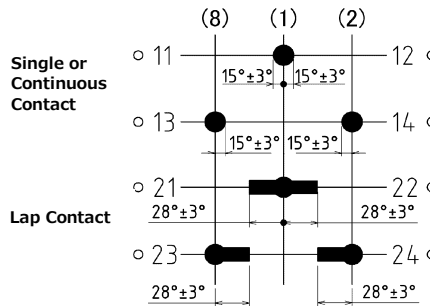 (8) (1) (2)
11 12
Single or
Continuous
Contact
15°±3° 15°±3°
13 14
15°±3° 15°±3°
21 22
Lap Contact
28°±3° 28°±3°
23 24
28°±3° 28°±3°